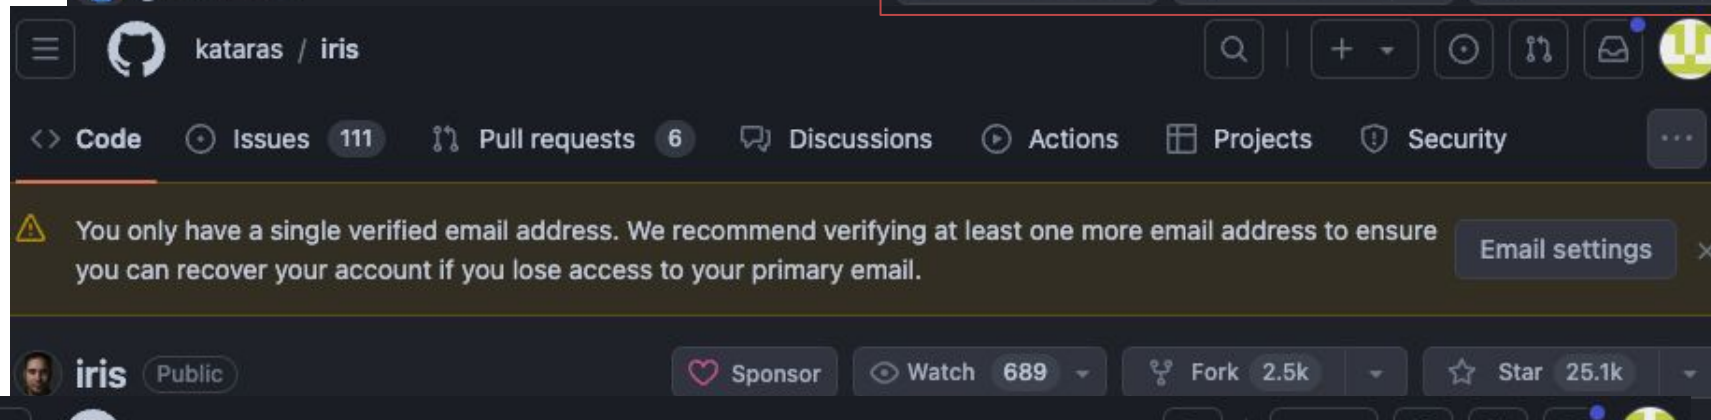 kataras / iris
Code Issues 111 Pull requests 6 Discussions Actions Projects Security
You only have a single verified email address. We recommend verifying at least one more email address to ensure
you can recover your account if you lose access to your primary email.
Email settings
iris Public Sponsor Watch 689 Fork 2.5k Star 25.1k